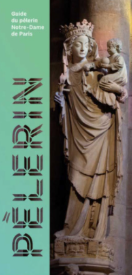 Guide
du pèlerin
Notre-Dame
de Paris
PÈLERIN